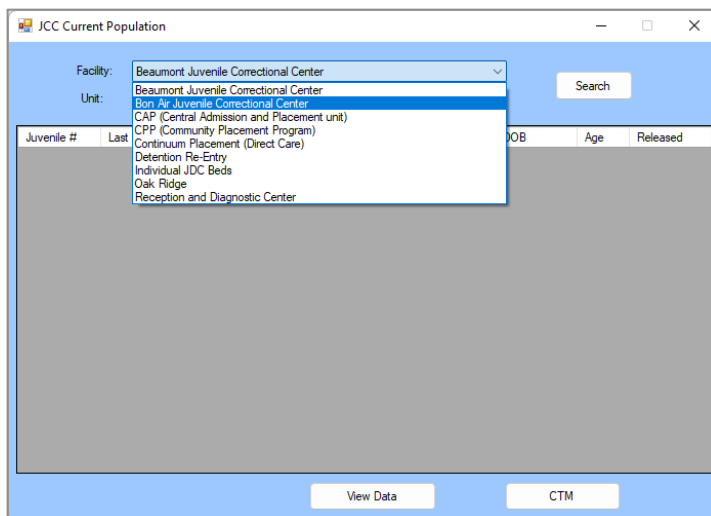 JCC Current Population
Facility:
Beaumont Juvenile Correctional Center
Search
Unit:
Beaumont Juvenile Correctional Center
Bon Air Juvenile Correctional Center
CAP (Central Admission and Placement unit)
CPP (Community Placement Program)
Continuum Placement (Direct Care)
Detention Re-Entry
Individual JDC Beds
Oak Ridge
Reception and Diagnostic Center
Juvenile # Last Age Released
View Data CTM